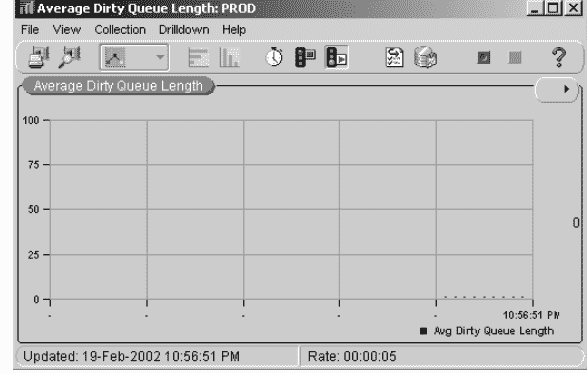 Average Dirty Queue Length: PROD
File View Collection Drilldown Help
Average Dirty Queue Length
100
75
50
25
0
0
10:56:51 PM
Avg Dirty Queue Length
Updated: 19-Feb-2002 10:56:51 PM
Rate: 00:00:05